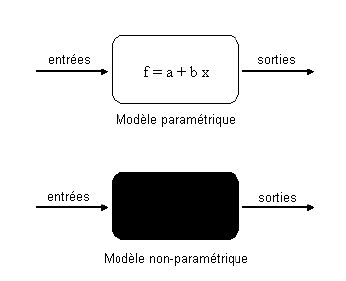 entrées
f = a + b x
sorties
Modèle paramétrique
entrées
sorties
Modèle non-paramétrique